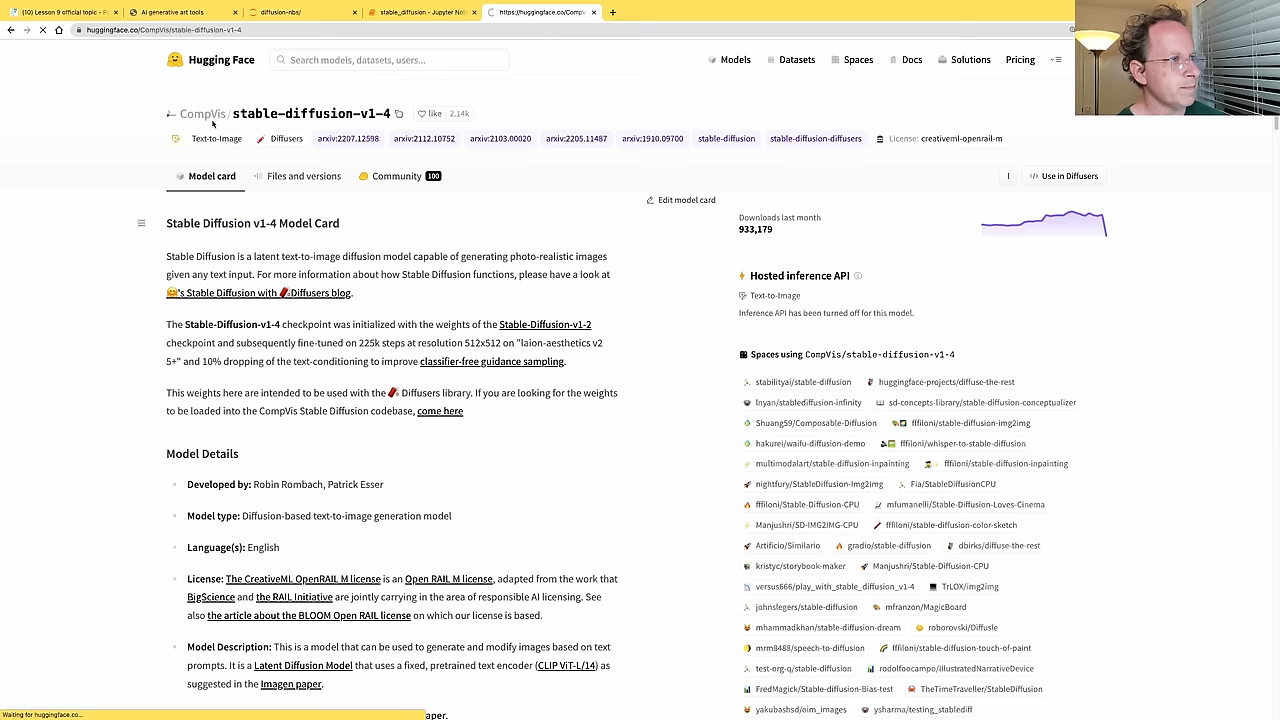 (10) Lesson 9 official topic - P
AI generative art tools
diffusion-nbs/
stable_diffusion - Jupyter Not
https://huggingface.co/CompV
huggingface.co/CompVis/stable-diffusion-v1-4
Hugging Face
Search models, datasets, users...
Models
Datasets
Spaces
Docs
Solutions
Pricing
CompVis/stable-diffusion-v1-4
like
2.14k
Text-to-Image
Diffusers
arxiv:2207.12598
arxiv:2112.10752
arxiv:2103.00020
arxiv:2205.11487
arxiv:1910.09700
stable-diffusion
stable-diffusion-diffusers
License: creativeml-openrail-m
Model card
Files and versions
Community 100
Use in Diffusers
Edit model card
Stable Diffusion v1-4 Model Card
Stable Diffusion is a latent text-to-image diffusion model capable of generating photo-realistic images
given any text input. For more information about how Stable Diffusion functions, please have a look at
🤗's Stable Diffusion with 🧨Diffusers blog.
The Stable-Diffusion-v1-4 checkpoint was initialized with the weights of the Stable-Diffusion-v1-2
checkpoint and subsequently fine-tuned on 225k steps at resolution 512x512 on "laion-aesthetics v2
5+" and 10% dropping of the text-conditioning to improve classifier-free guidance sampling.
This weights here are intended to be used with the 🧨 Diffusers library. If you are looking for the weights
to be loaded into the CompVis Stable Diffusion codebase, come here
Model Details
Developed by: Robin Rombach, Patrick Esser
Model type: Diffusion-based text-to-image generation model
Language(s): English
License: The CreativeML OpenRAIL M license is an Open RAIL M license, adapted from the work that
BigScience and the RAIL Initiative are jointly carrying in the area of responsible AI licensing. See
also the article about the BLOOM Open RAIL license on which our license is based.
Model Description: This is a model that can be used to generate and modify images based on text
prompts. It is a Latent Diffusion Model that uses a fixed, pretrained text encoder (CLIP ViT-L/14) as
suggested in the Imagen paper.
aper.
Downloads last month
933,179
Hosted inference API
Text-to-Image
Inference API has been turned off for this model.
Spaces using CompVis/stable-diffusion-v1-4
stabilityai/stable-diffusion
huggingface-projects/diffuse-the-rest
lnyan/stablediffusion-infinity
sd-concepts-library/stable-diffusion-conceptualizer
Shuang59/Composable-Diffusion
fffiloni/stable-diffusion-img2img
hakurei/waifu-diffusion-demo
fffiloni/whisper-to-stable-diffusion
multimodalart/stable-diffusion-inpainting
fffiloni/stable-diffusion-inpainting
nightfury/StableDiffusion-Img2Img
Fia/StableDiffusionCPU
fffiloni/Stable-Diffusion-CPU
mfumanelli/Stable-Diffusion-Loves-Cinema
Manjushri/SD-IMG2IMG-CPU
fffiloni/stable-diffusion-color-sketch
Artificio/Similario
gradio/stable-diffusion
dbirks/diffuse-the-rest
kristyc/storybook-maker
Manjushri/Stable-Diffusion-CPU
versus666/play_with_stable_diffusion_v1-4
TrLOX/img2img
johnslegers/stable-diffusion
mfranzon/MagicBoard
mhammadkhan/stable-diffusion-dream
roborovski/Diffusle
mrm8488/speech-to-diffusion
fffiloni/stable-diffusion-touch-of-paint
test-org-q/stable-diffusion
rodolfoocampo/IllustratedNarrativeDevice
FredMagick/Stable-diffusion-Bias-test
TheTimeTraveller/StableDiffusion
yakubashsd/oim_images
ysharma/testing_stablediff
Waiting for huggingface.co...